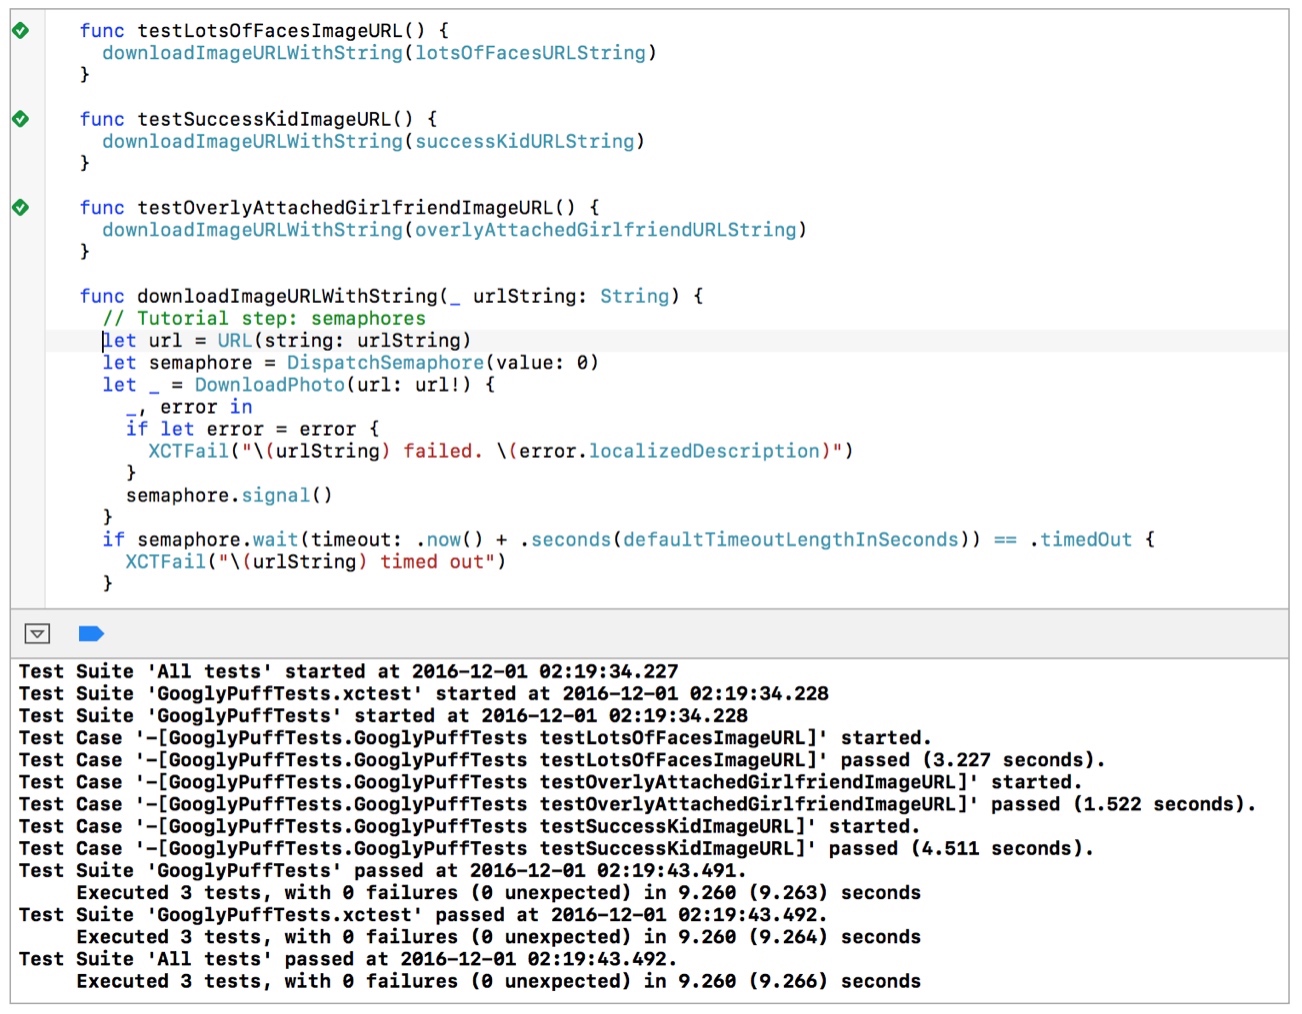 func testLotsOfFacesImageURL() {
downloadImageURLWithString(lotsOfFacesURLString)
}
func testSuccessKidImageURL() {
downloadImageURLWithString(successKidURLString)
}
func testOverlyAttachedGirlfriendImageURL() {
downloadImageURLWithString(overlyAttachedGirlfriendURLString)
}
func downloadImageURLWithString(_ urlString: String) {
// Tutorial step: semaphores
let url = URL(string: urlString)
let semaphore = DispatchSemaphore(value: 0)
let _ = DownloadPhoto(url: url!) {
_, error in
if let error = error {
XCTFail("\(urlString) failed. \(error.localizedDescription)")
}
semaphore.signal()
}
if semaphore.wait(timeout: .now() + .seconds(defaultTimeoutLengthInSeconds)) == .timedOut {
XCTFail("\(urlString) timed out")
}
Test Suite 'All tests' started at 2016-12-01 02:19:34.227
Test Suite 'GooglyPuffTests.xctest' started at 2016-12-01 02:19:34.228
Test Suite 'GooglyPuffTests' started at 2016-12-01 02:19:34.228
Test Case '-[GooglyPuffTests.GooglyPuffTests testLotsOfFacesImageURL]' started.
Test Case '-[GooglyPuffTests.GooglyPuffTests testLotsOfFacesImageURL]' passed (3.227 seconds).
Test Case '-[GooglyPuffTests.GooglyPuffTests testOverlyAttachedGirlfriendImageURL]' started.
Test Case '-[GooglyPuffTests.GooglyPuffTests testOverlyAttachedGirlfriendImageURL]' passed (1.522 seconds).
Test Case '-[GooglyPuffTests.GooglyPuffTests testSuccessKidImageURL]' started.
Test Case '-[GooglyPuffTests.GooglyPuffTests testSuccessKidImageURL]' passed (4.511 seconds).
Test Suite 'GooglyPuffTests' passed at 2016-12-01 02:19:43.491.
Executed 3 tests, with 0 failures (0 unexpected) in 9.260 (9.263) seconds
Test Suite 'GooglyPuffTests.xctest' passed at 2016-12-01 02:19:43.492.
Executed 3 tests, with 0 failures (0 unexpected) in 9.260 (9.264) seconds
Test Suite 'All tests' passed at 2016-12-01 02:19:43.492.
Executed 3 tests, with 0 failures (0 unexpected) in 9.260 (9.266) seconds